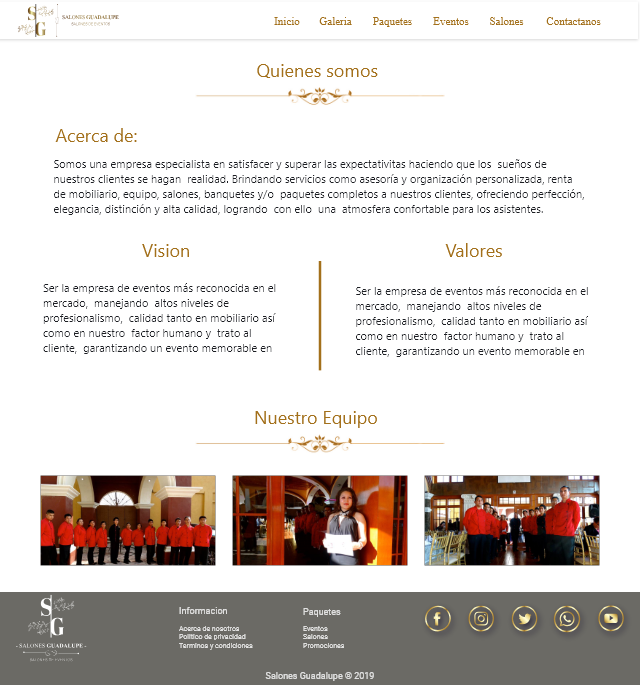 S
G
SALONES GUADALUPE
SALONES DE EVENTOS
Inicio Galeria Paquetes Eventos Salones Contactanos
Quienes somos
Acerca de:
Somos una empresa especialista en satisfacer y superar las expectativitas haciendo que los sueños de
nuestros clientes se hagan realidad. Brindando servicios como asesoría y organización personalizada, renta
de mobiliario, equipo, salones, banquetes y/o paquetes completos a nuestros clientes, ofreciendo perfección,
elegancia, distinción y alta calidad, logrando con ello una atmosfera confortable para los asistentes.
Vision
Ser la empresa de eventos más reconocida en el
mercado, manejando altos niveles de
profesionalismo, calidad tanto en mobiliario así
como en nuestro factor humano y trato al
cliente, garantizando un evento memorable en
Valores
Ser la empresa de eventos más reconocida en el
mercado, manejando altos niveles de
profesionalismo, calidad tanto en mobiliario así
como en nuestro factor humano y trato al
cliente, garantizando un evento memorable en
Nuestro Equipo
S
G
- SALONES GUADALUPE -
SALONES DE EVENTOS
Informacion
Acerca de nosotros
Politico de privacidad
Terminos y condiciones
Paquetes
Eventos
Salones
Promociones
Salones Guadalupe © 2019